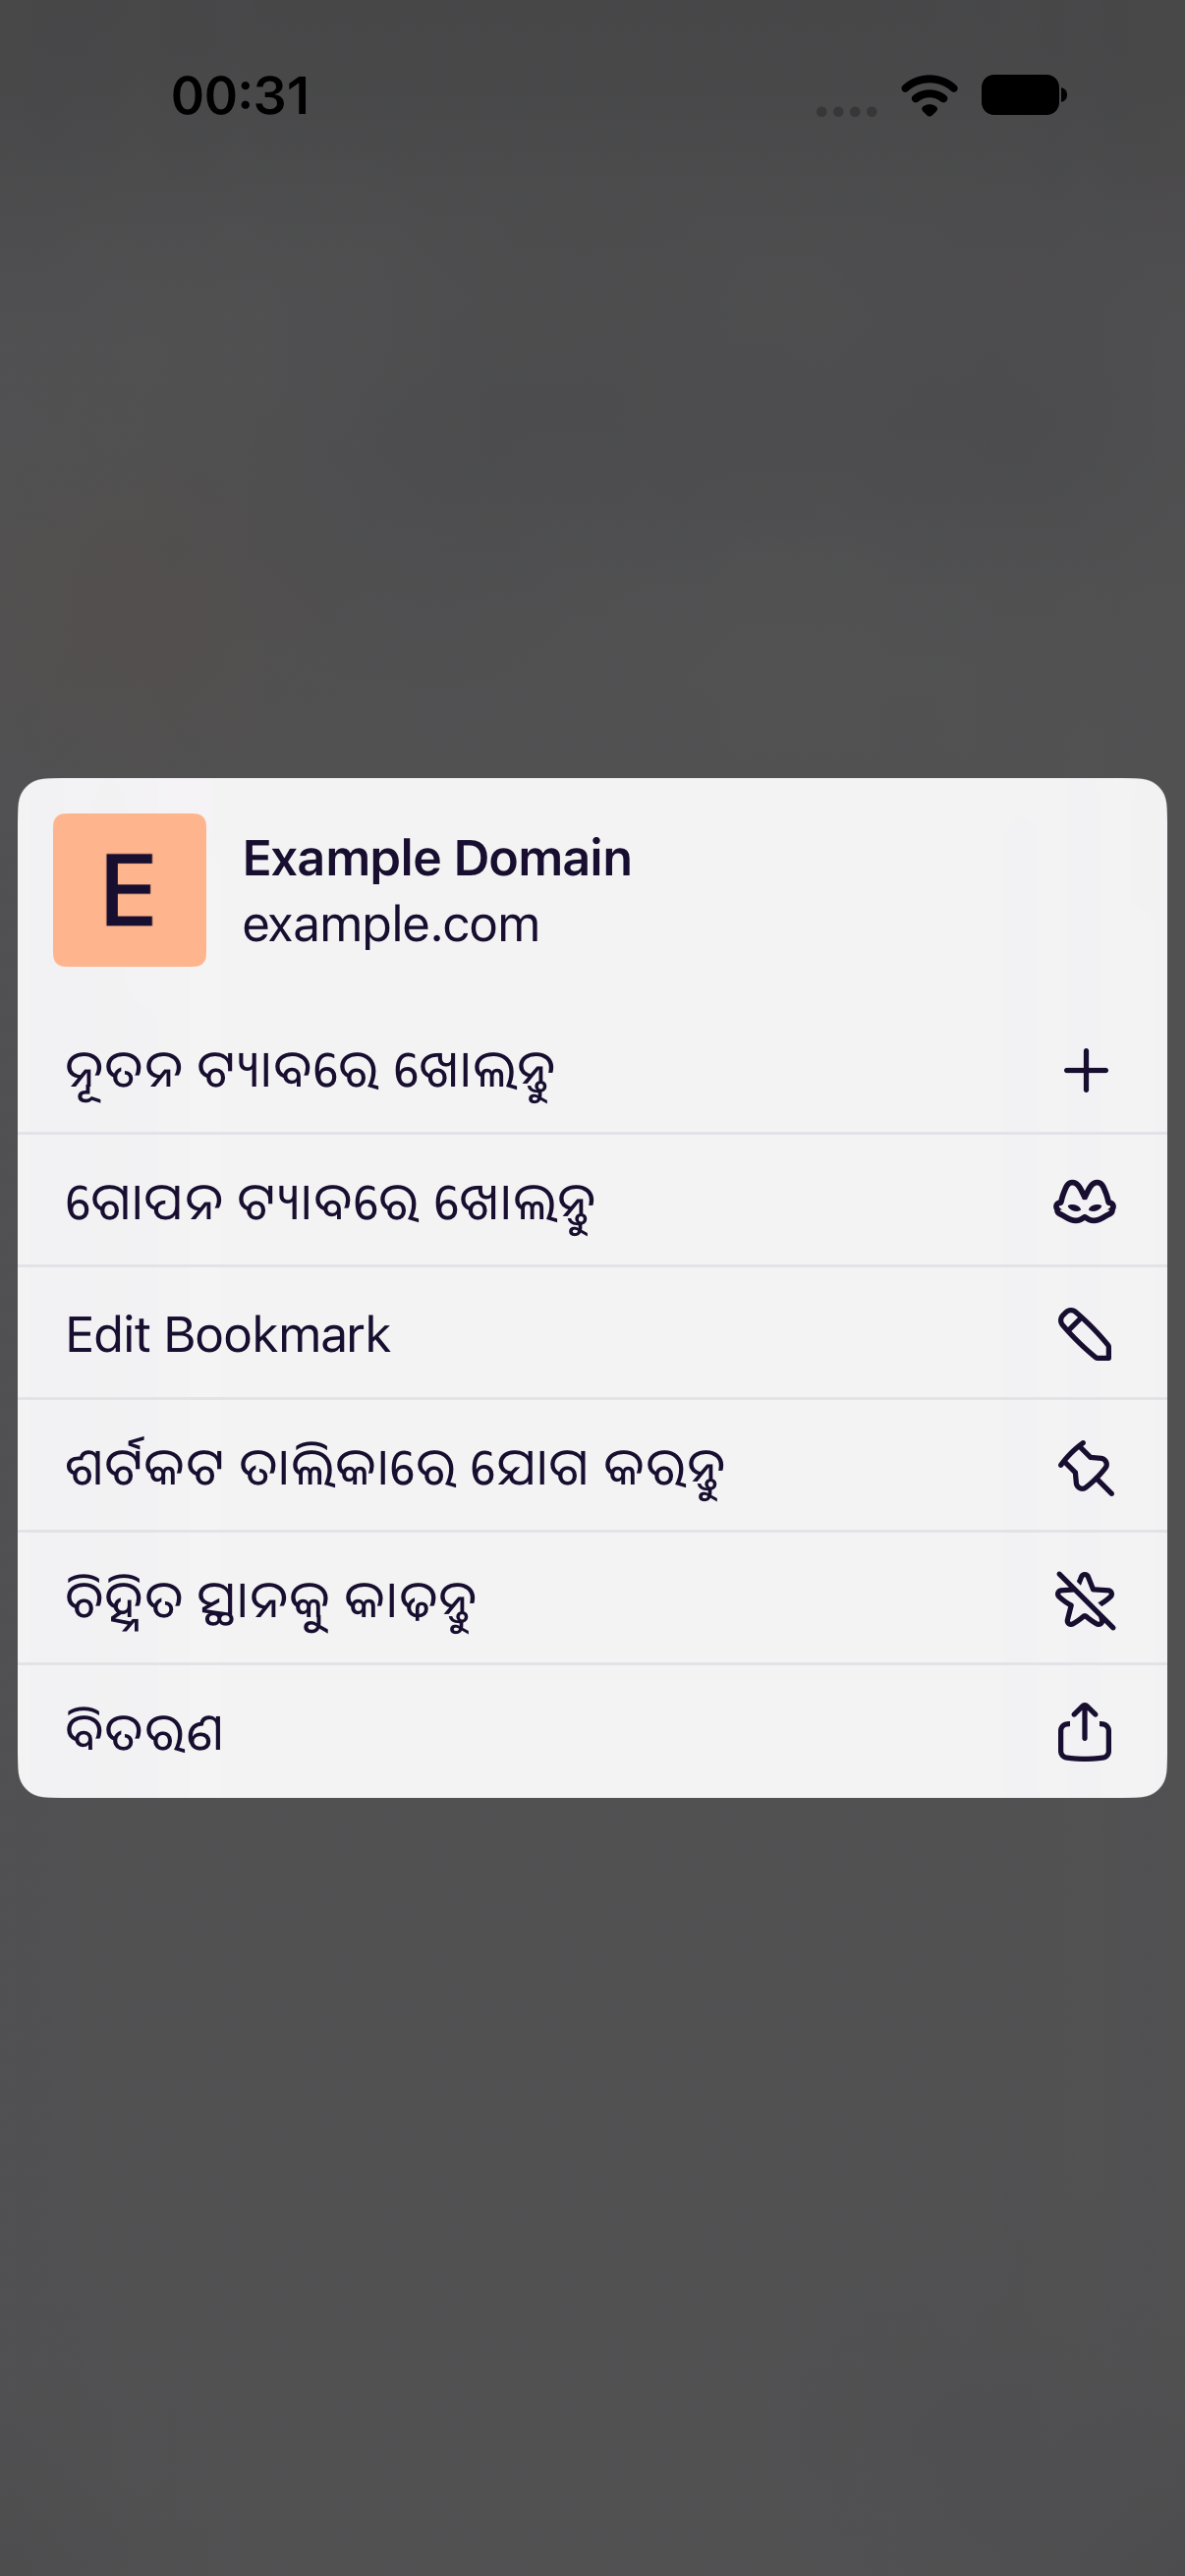 00:31
E
Example Domain
example.com
ନୂତନ ଟ୍ୟାବରେ ଖୋଲନ୍ତୁ
ଗୋପନ ଟ୍ୟାବରେ ଖୋଲନ୍ତୁ
Edit Bookmark
ଶର୍ଟକଟ ତାଲିକାରେ ଯୋଗ କରନ୍ତୁ
ଚିହ୍ନିତ ସ୍ଥାନକୁ କାଢନ୍ତୁ
ବିତରଣ